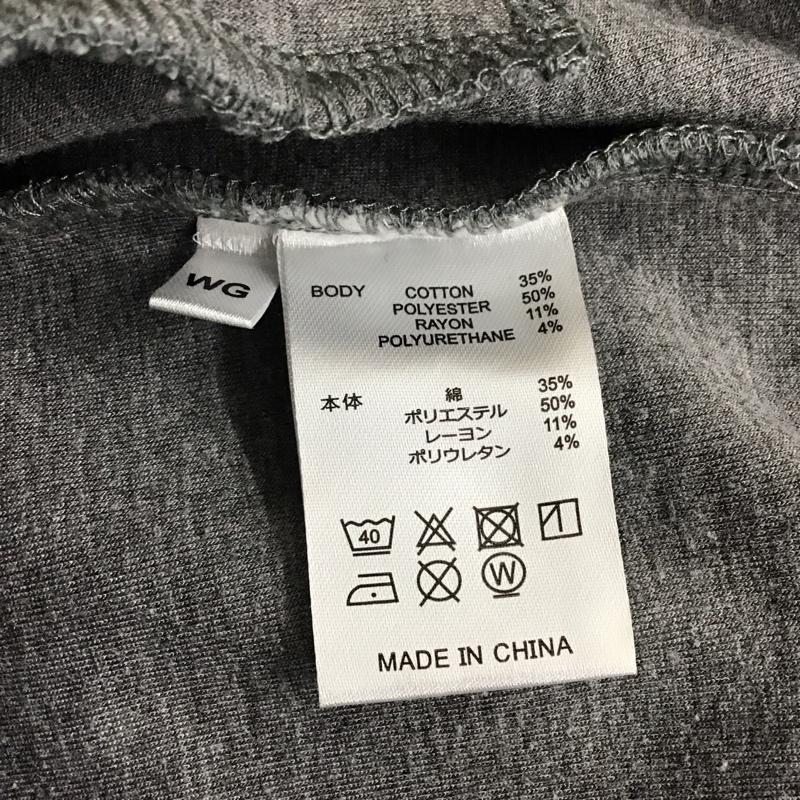 WG
BODY COTTON 35%
POLYESTER 50%
RAYON 11%
POLYURETHANE 4%
本体 綿 35%
ポリエステル 50%
レーヨン 11%
ポリウレタン 4%
40
W
MADE IN CHINA